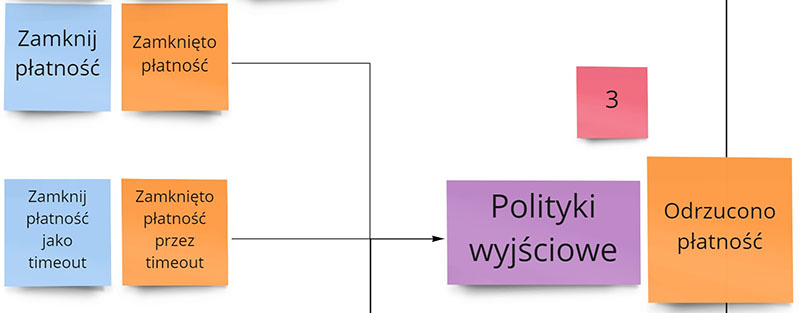 Zamknij
płatność
Zamknięto
płatność
3
Zamknij
płatność
jako
timeout
Zamknięto
płatność
przez
timeout
Polityki
wyjściowe
Odrzucono
płatność